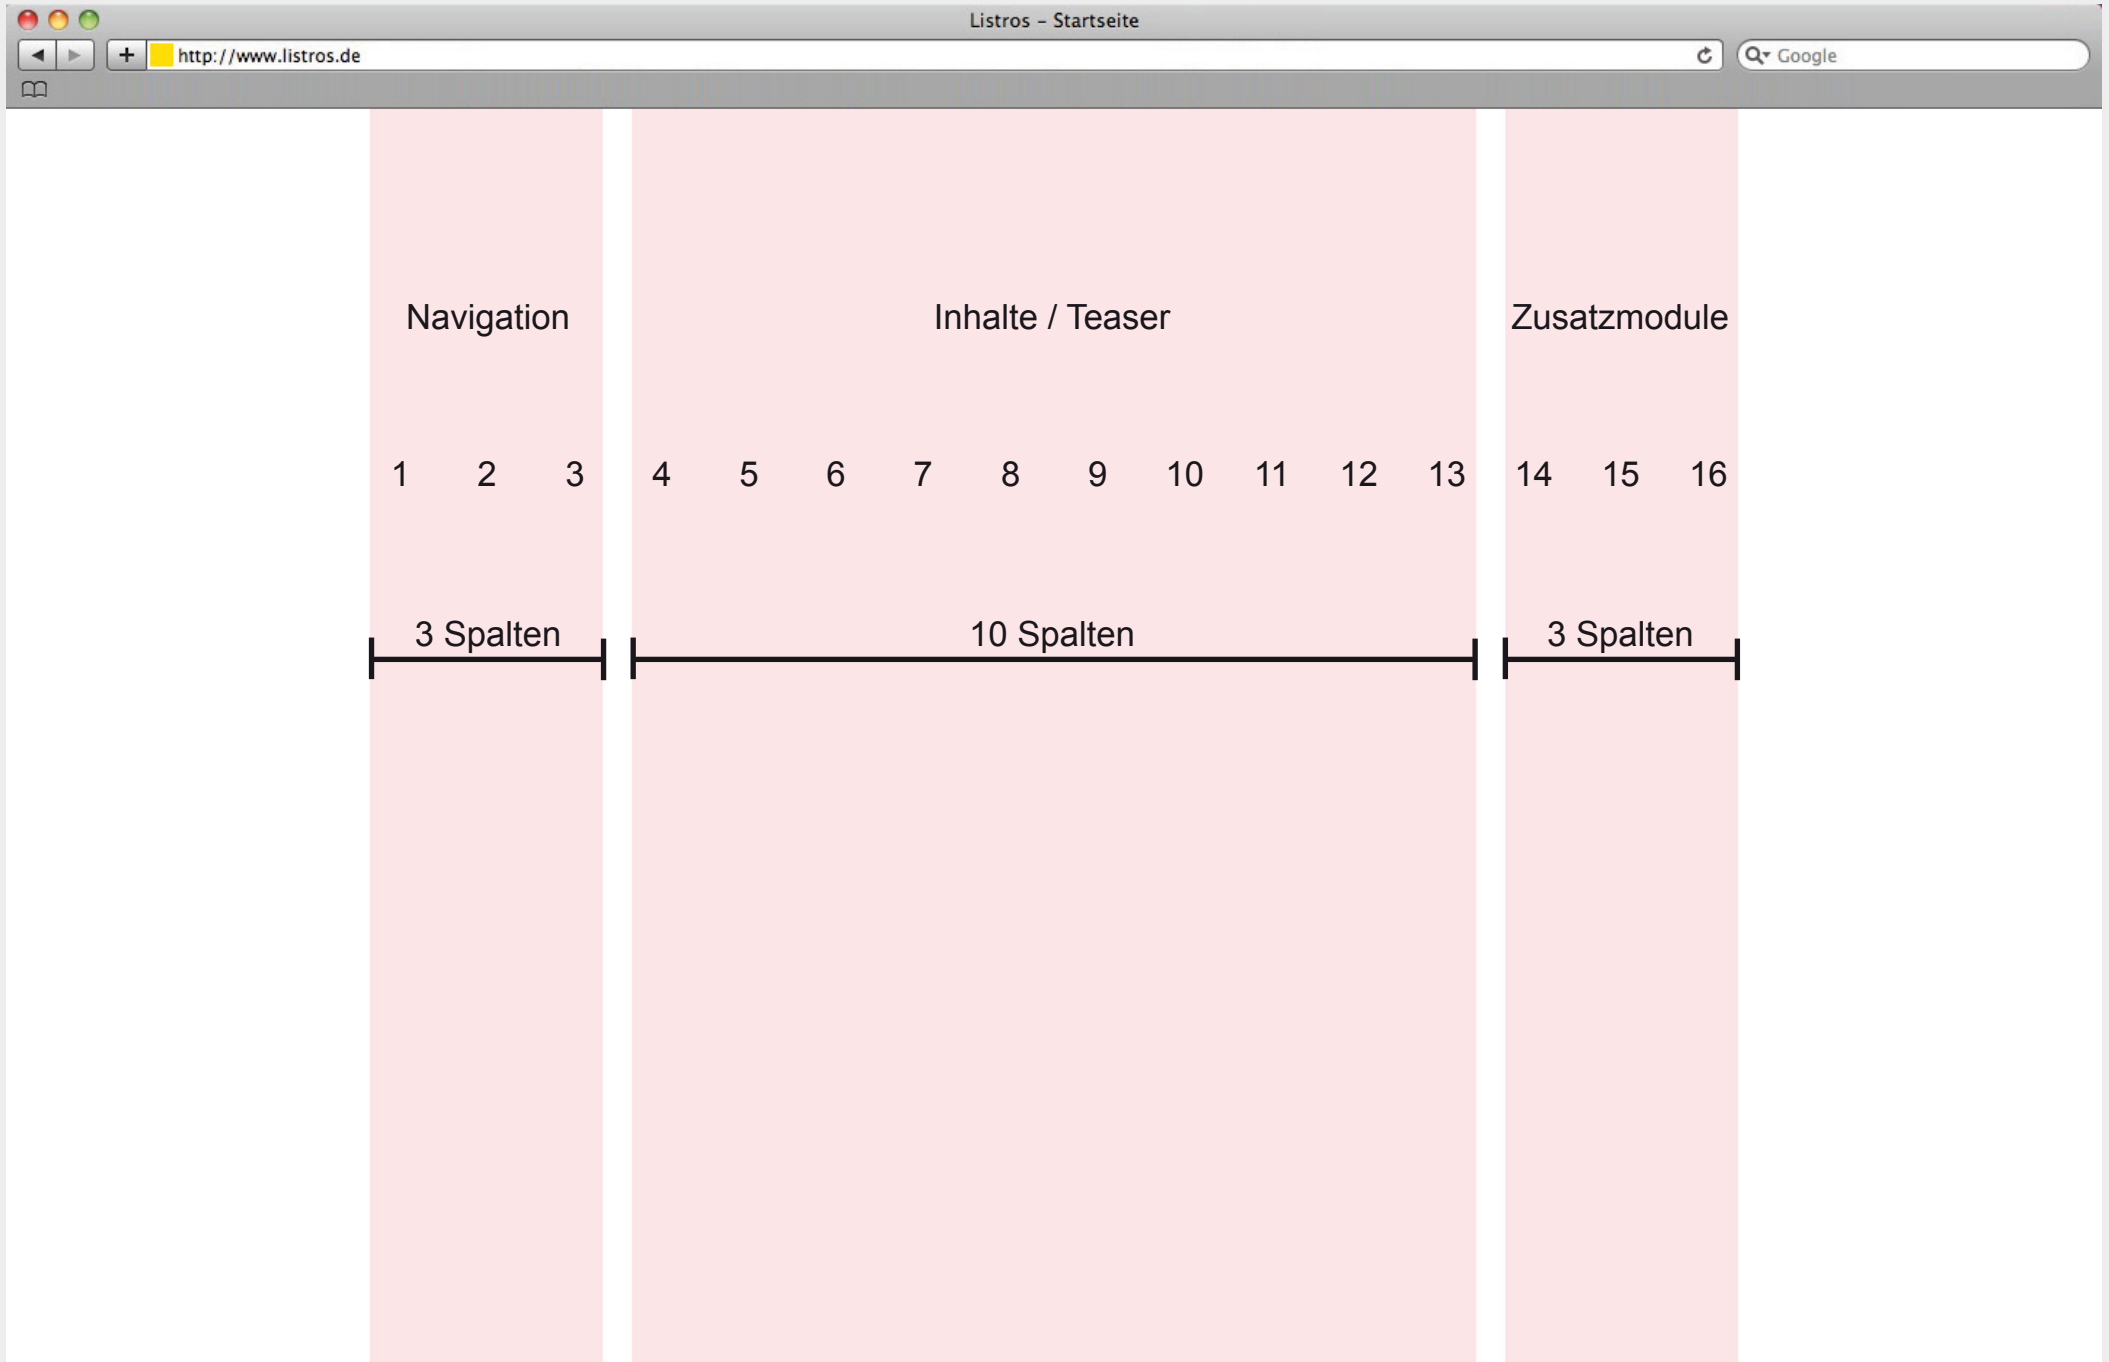 Listros – Startseite
http://www.listros.de
Google
Navigation Inhalte / Teaser Zusatzmodule
1 2 3 4 5 6 7 8 9 10 11 12 13 14 15 16
3 Spalten 10 Spalten 3 Spalten